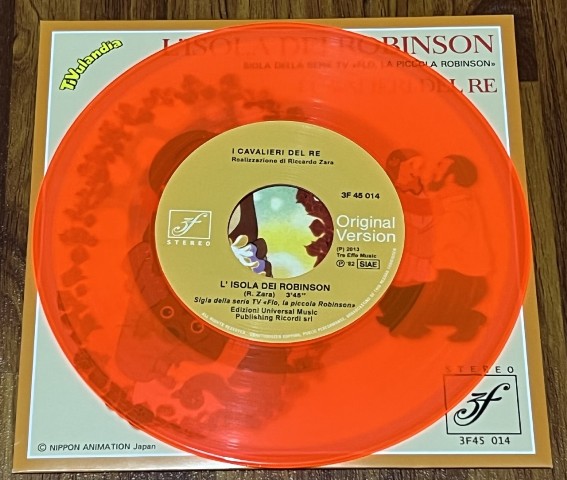 TiVulandia
L'ISOLA DEI ROBINSON
SIGLA DELLA SERIE TV «FLO, LA PICCOLA ROBINSON»
I CAVALIERI DEL RE
I CAVALIERI DEL RE
Realizzazione di Riccardo Zara
3F 45 014
3f
STEREO
Original
Version
(P) 2013
Tre Effe Music
(P) '82 SIAE
L' ISOLA DEI ROBINSON
(R. Zara) 3'45"
Sigla della serie TV «Flo, la piccola Robinson»
Edizioni Universal Music
Publishing Ricordi srl
STEREO
3f
3F45 014
© NIPPON ANIMATION Japan